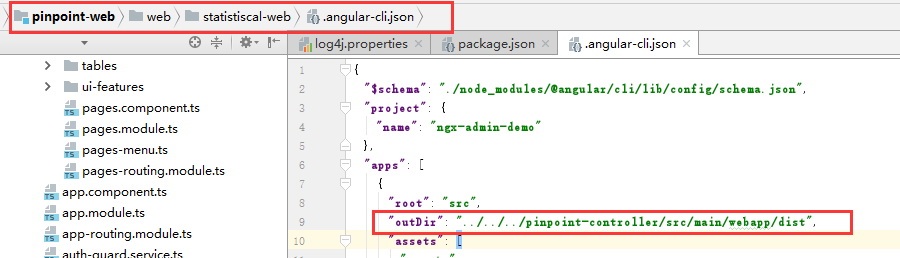 pinpoint-web web statistiscal-web .angular-cli.json
log4j.properties package.json .angular-cli.json
tables
ui-features
pages.component.ts
pages.module.ts
pages-menu.ts
pages-routing.module.ts
app.component.ts
app.module.ts
app-routing.module.ts
auth-guard.service.ts
1 {
2 "$schema": "./node_modules/@angular/cli/lib/config/schema.json",
3 "project": {
4 "name": "ngx-admin-demo"
5 },
6 "apps": [
7 {
8 "root": "src",
9 "outDir": "../../../pinpoint-controller/src/main/webapp/dist",
10 "assets": [